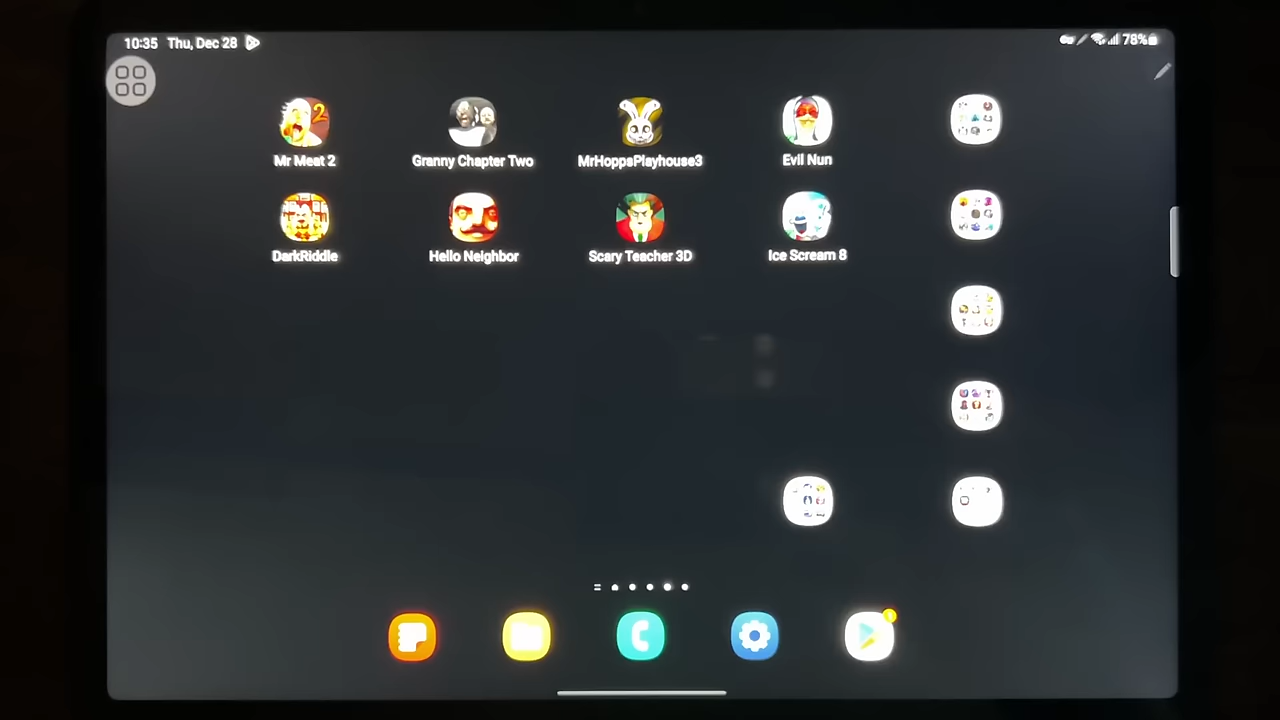 10:35 Thu, Dec 28 78%
Mr Meat 2
Granny Chapter Two
MrHoppsPlayhouse3
Evil Nun
DarkRiddle
Hello Neighbor
Scary Teacher 3D
Ice Scream 8
2